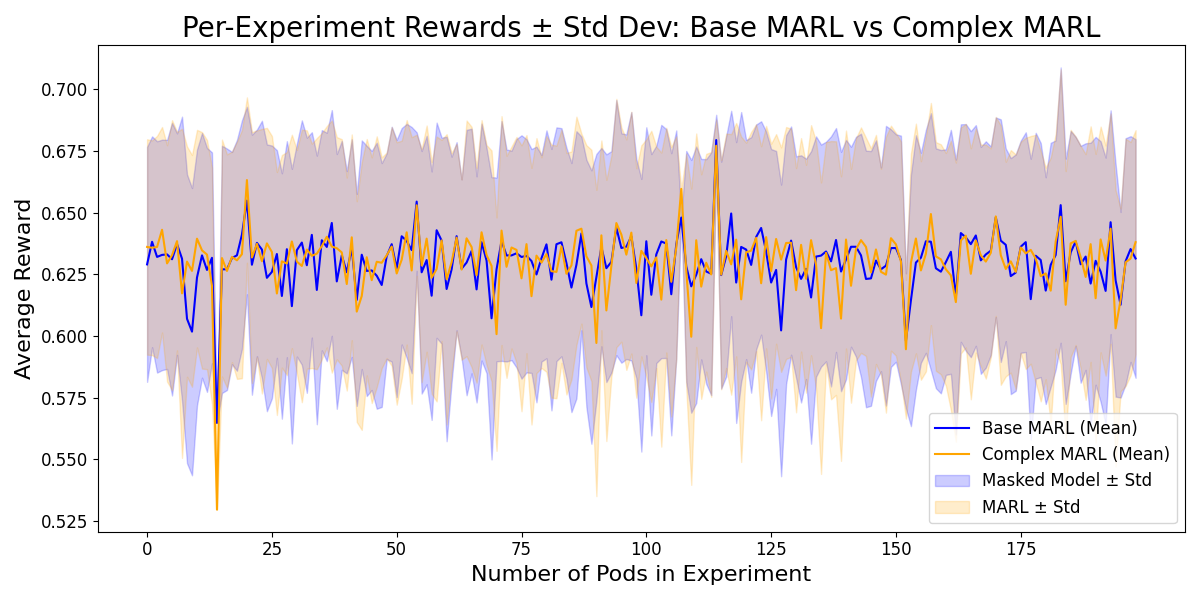 Per-Experiment Rewards ± Std Dev: Base MARL vs Complex MARL
Average Reward
0.700
0.675
0.650
0.625
0.600
0.575
0.550
0.525
Base MARL (Mean)
Complex MARL (Mean)
Masked Model ± Std
MARL ± Std
0 25 50 75 100 125 150 175
Number of Pods in Experiment